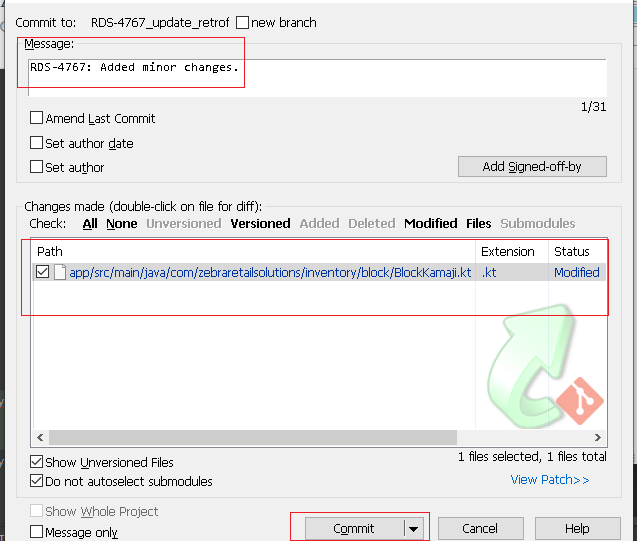 Commit to: RDS-4767_update_retrof new branch
Message:
RDS-4767: Added minor changes.
1/31
Amend Last Commit
Set author date
Set author
Add Signed-off-by
Changes made (double-click on file for diff):
Check: All None Unversioned Versioned Added Deleted Modified Files Submodules
Path Extension Status
app/src/main/java/com/zebraretailsolutions/inventory/block/BlockKamaji.kt .kt Modified
Show Unversioned Files
1 files selected, 1 files total
Do not autoselect submodules
View Patch>>
Show Whole Project
Message only
Commit Cancel Help